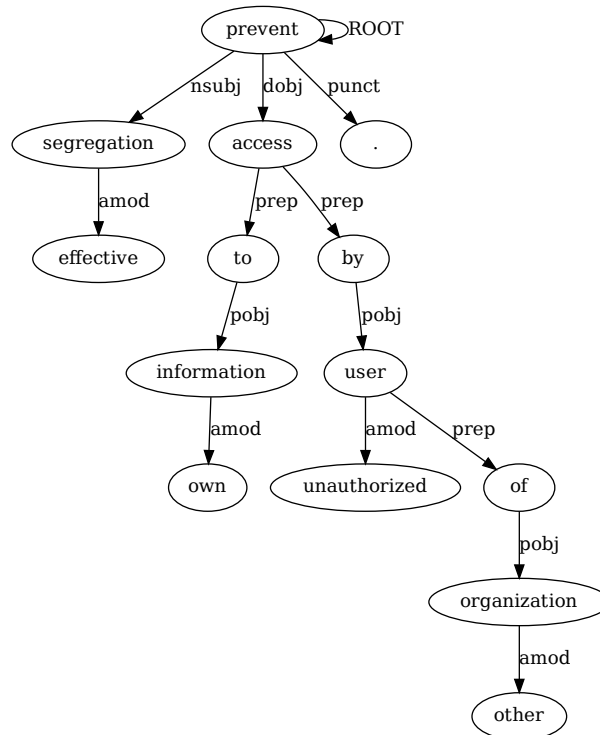 prevent
ROOT
nsubj
dobj
punct
segregation
access
.
amod
prep
prep
effective
to
by
pobj
pobj
information
user
amod
amod
prep
own
unauthorized
of
pobj
organization
amod
other